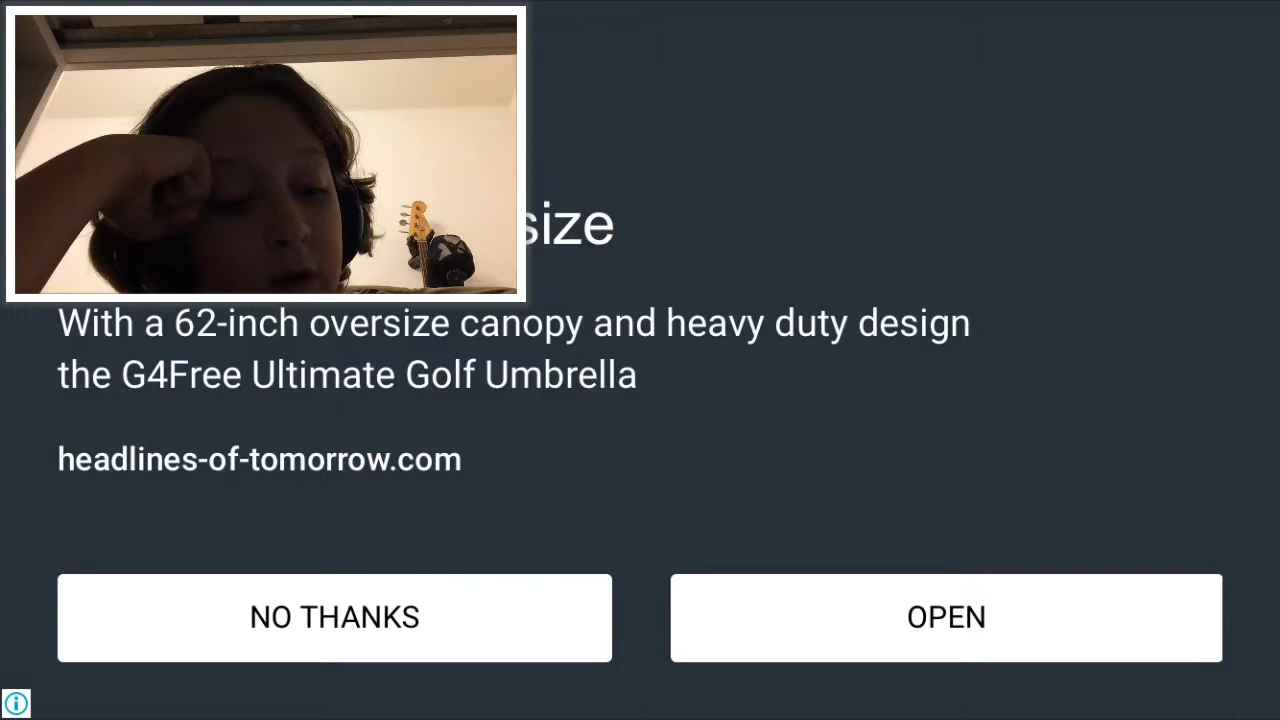 size
With a 62-inch oversize canopy and heavy duty design
the G4Free Ultimate Golf Umbrella
headlines-of-tomorrow.com
NO THANKS
OPEN